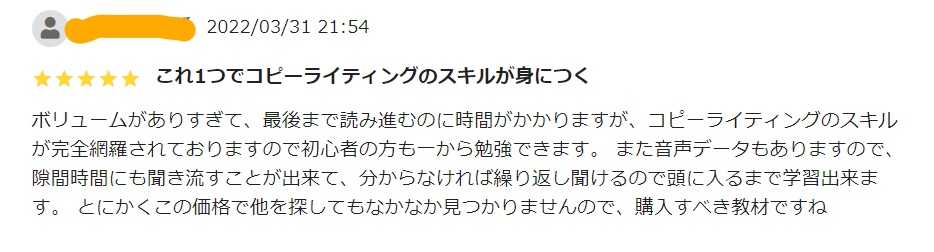 2022/03/31 21:54
これ1つでコピーライティングのスキルが身につく
ボリュームがありすぎて、最後まで読み進むのに時間がかかりますが、コピーライティングのスキル
が完全網羅されておりますので初心者の方も一から勉強できます。 また音声データもありますので、
隙間時間にも聞き流すことが出来て、分からなければ繰り返し聞けるので頭に入るまで学習出来ま
す。 とにかくこの価格で他を探してもなかなか見つかりませんので、購入すべき教材ですね